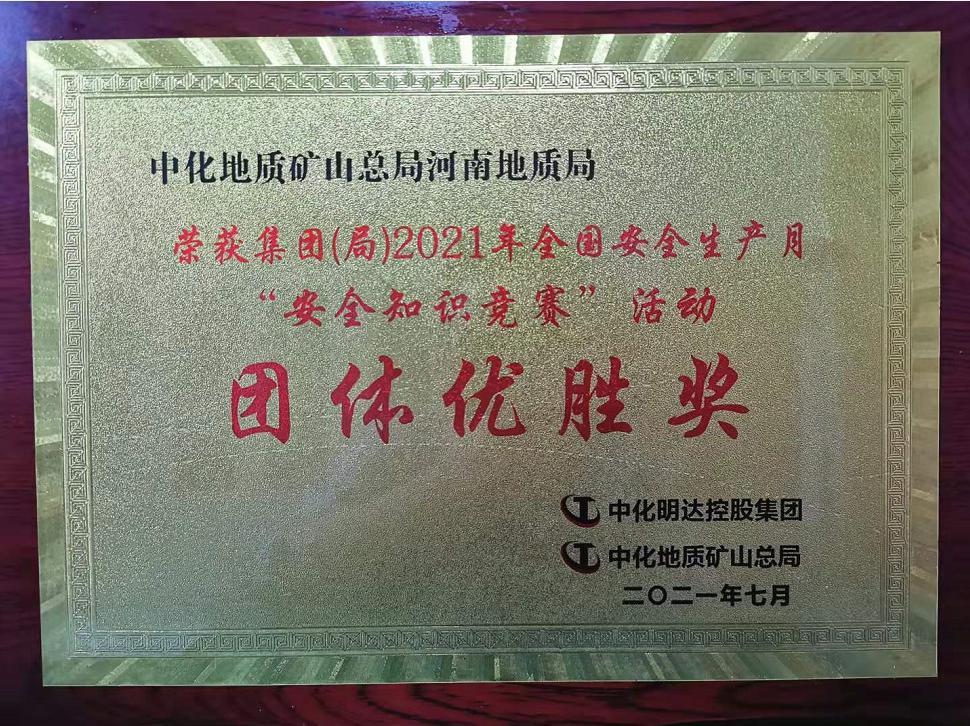 中化地质矿山总局河南地质局
荣获集团(局)2021年全国安全生产月
“安全知识竞赛”活动
团体优胜奖
中化明达控股集团
中化地质矿山总局
二〇二一年七月